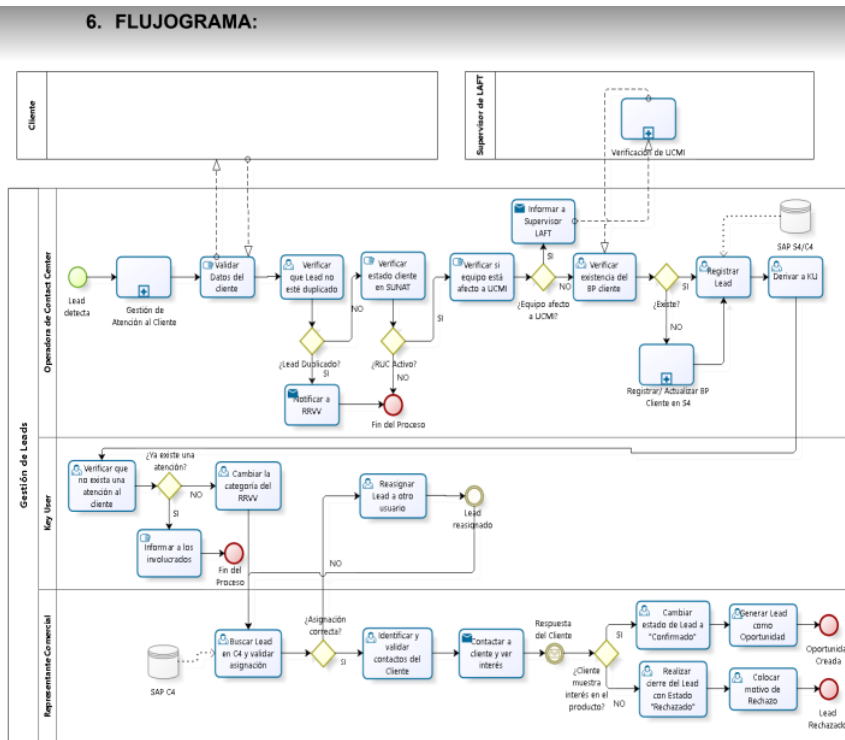 6. FLUJOGRAMA:
Cliente
Supervisor de LAFT
Verificación de UCMI
Gestión de Leads
Operadora de Contact Center
Lead
detecta
Gestión de
Atención al Cliente
Validar
Datos del
cliente
Verificar
que Lead no
esté duplicado
¿Lead Duplicado?
NO
SI
Notificar a
RRVV
Verificar
estado cliente
en SUNAT
¿RUC Activo?
SI
NO
Fin del Proceso
Verificar si
equipo está
afecto a UCMI
Informar a
Supervisor
LAFT
SI
NO
¿Equipo afecto
a UCMI?
Verificar
existencia del
BP cliente
¿Existe?
SI
NO
Registrar/ Actualizar BP
Cliente en S4
Registrar
Lead
SAP S4/C4
Derivar a KU
Key User
Verificar que
no exista una
atención al
cliente
¿Ya existe una
atención?
NO
SI
Informar a los
involucrados
Fin del
Proceso
Cambiar la
categoría del
RRVV
Reasignar
Lead a otro
usuario
Lead
reasignado
NO
Representante Comercial
SAP C4
Buscar Lead
en C4 y validar
asignación
¿Asignación
correcta?
SI
Identificar y
validar
contactos del
Cliente
Contactar a
cliente y ver
interés
Respuesta
del Cliente
¿Cliente
muestra
interés en el
producto?
SI
NO
Cambiar
estado de Lead a
"Confirmado"
Generar Lead
como
Oportunidad
Oportunida
Creada
Realizar
cierre del Lead
con Estado
"Rechazado"
Colocar
motivo de
Rechazo
Lead
Rechazado